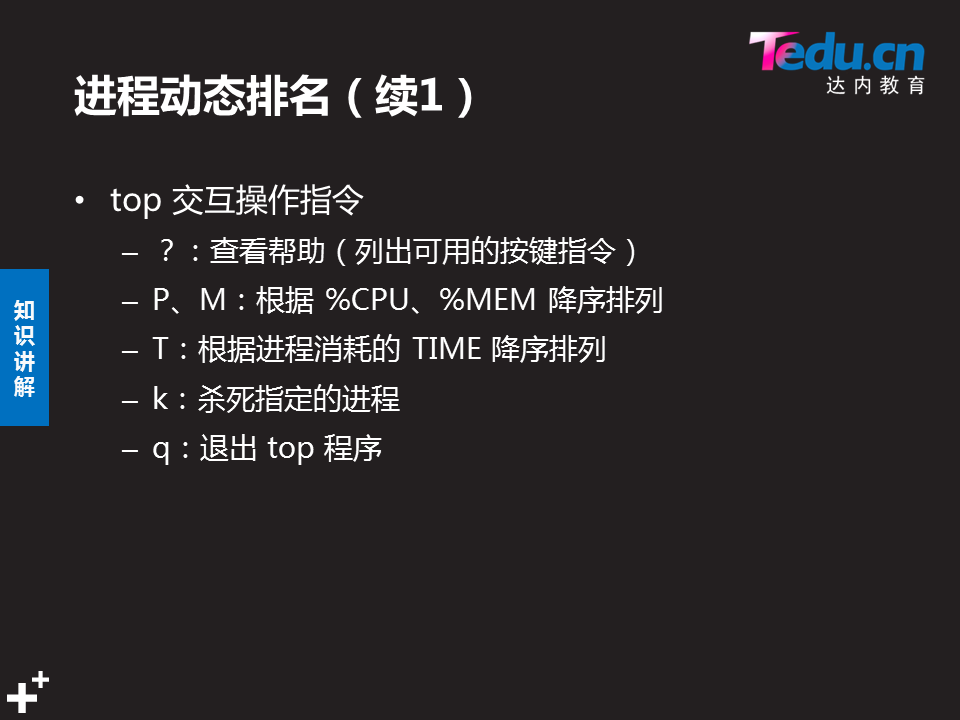 Tedu.cn
达内教育
进程动态排名（续1）
• top 交互操作指令
– ？：查看帮助（列出可用的按键指令）
– P、M：根据 %CPU、%MEM 降序排列
– T：根据进程消耗的 TIME 降序排列
– k：杀死指定的进程
– q：退出 top 程序
知识讲解